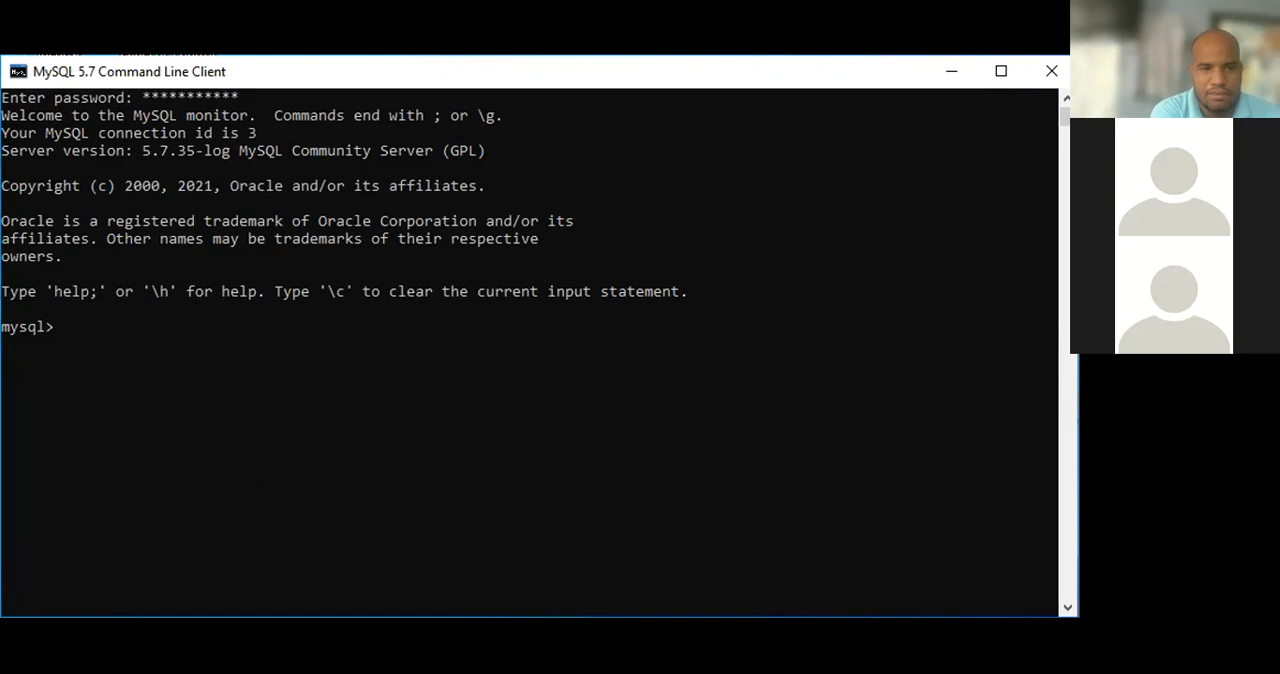 MySQL 5.7 Command Line Client
Enter password: ***********
Welcome to the MySQL monitor.  Commands end with ; or \g.
Your MySQL connection id is 3
Server version: 5.7.35-log MySQL Community Server (GPL)
Copyright (c) 2000, 2021, Oracle and/or its affiliates.
Oracle is a registered trademark of Oracle Corporation and/or its
affiliates. Other names may be trademarks of their respective
owners.
Type 'help;' or '\h' for help. Type '\c' to clear the current input statement.
mysql>